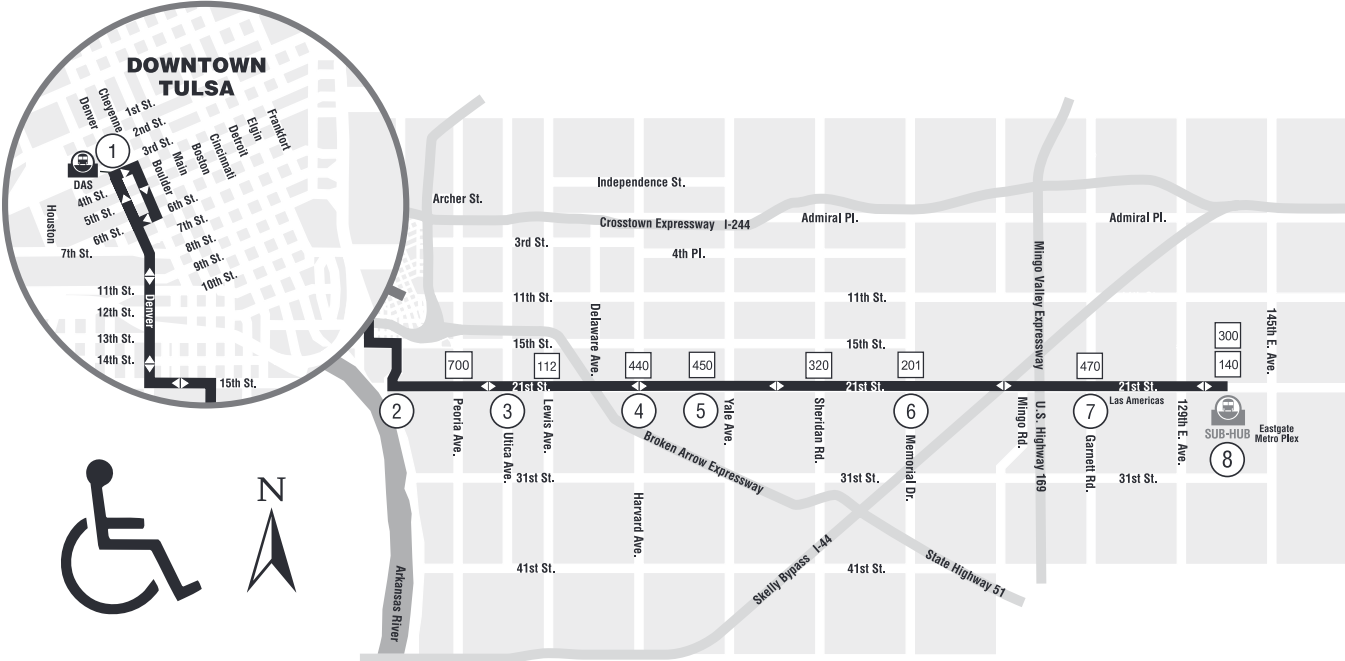 DOWNTOWN
TULSA
Denver
Cheyenne
1st St.
2nd St.
3rd St.
Boulder
Main
Boston
Cincinnati
Detroit
Elgin
Frankfort
1
DAS
4th St.
5th St.
6th St.
Houston
7th St.
6th St.
7th St.
8th St.
9th St.
10th St.
11th St.
12th St.
13th St.
14th St.
Denver
15th St.
Independence St.
Archer St.
Crosstown Expressway I-244
Admiral Pl.
Admiral Pl.
3rd St.
4th Pl.
11th St.
11th St.
Delaware Ave.
Mingo Valley Expressway
145th E. Ave.
15th St.
15th St.
300
700
112
440
450
320
201
470
140
21st St.
21st St.
21st St.
Las Americas
2
3
4
5
6
7
Peoria Ave.
Utica Ave.
Lewis Ave.
Yale Ave.
Sheridan Rd.
Memorial Dr.
Mingo Rd.
U.S. Highway 169
Garnett Rd.
129th E. Ave.
SUB-HUB
Eastgate
Metro Plex
8
Broken Arrow Expressway
31st St.
31st St.
31st St.
Harvard Ave.
N
41st St.
41st St.
Skelly Bypass I-44
State Highway 51
Arkansas River